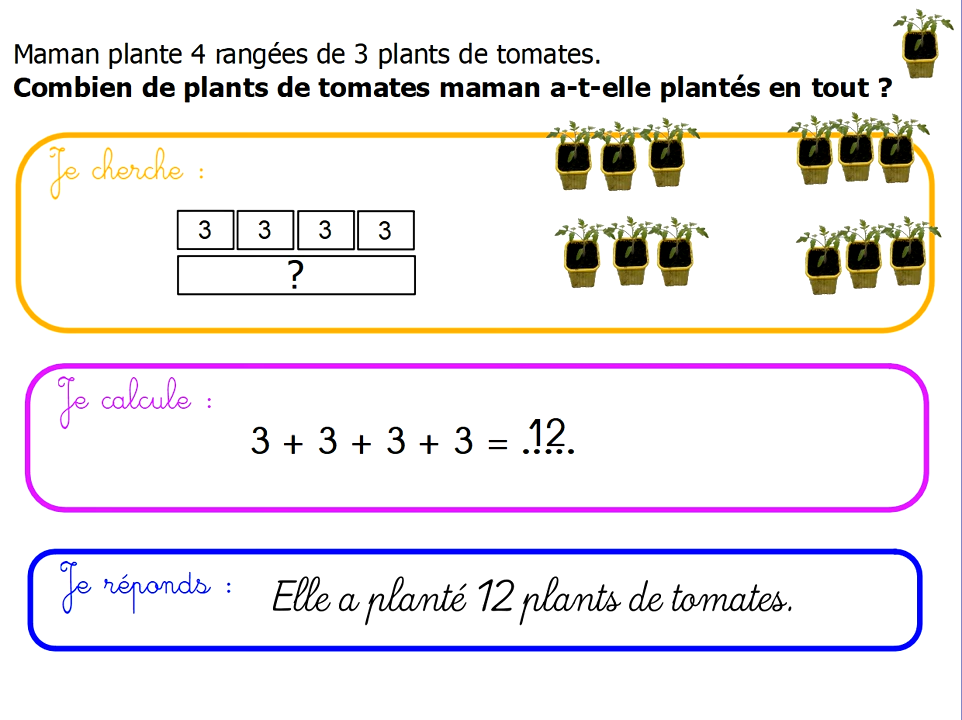 Maman plante 4 rangées de 3 plants de tomates.
Combien de plants de tomates maman a-t-elle plantés en tout ?
Je cherche :
3 3 3 3
?
Je calcule :
3 + 3 + 3 + 3 = ..... 12
Je réponds :
Elle a planté 12 plants de tomates.